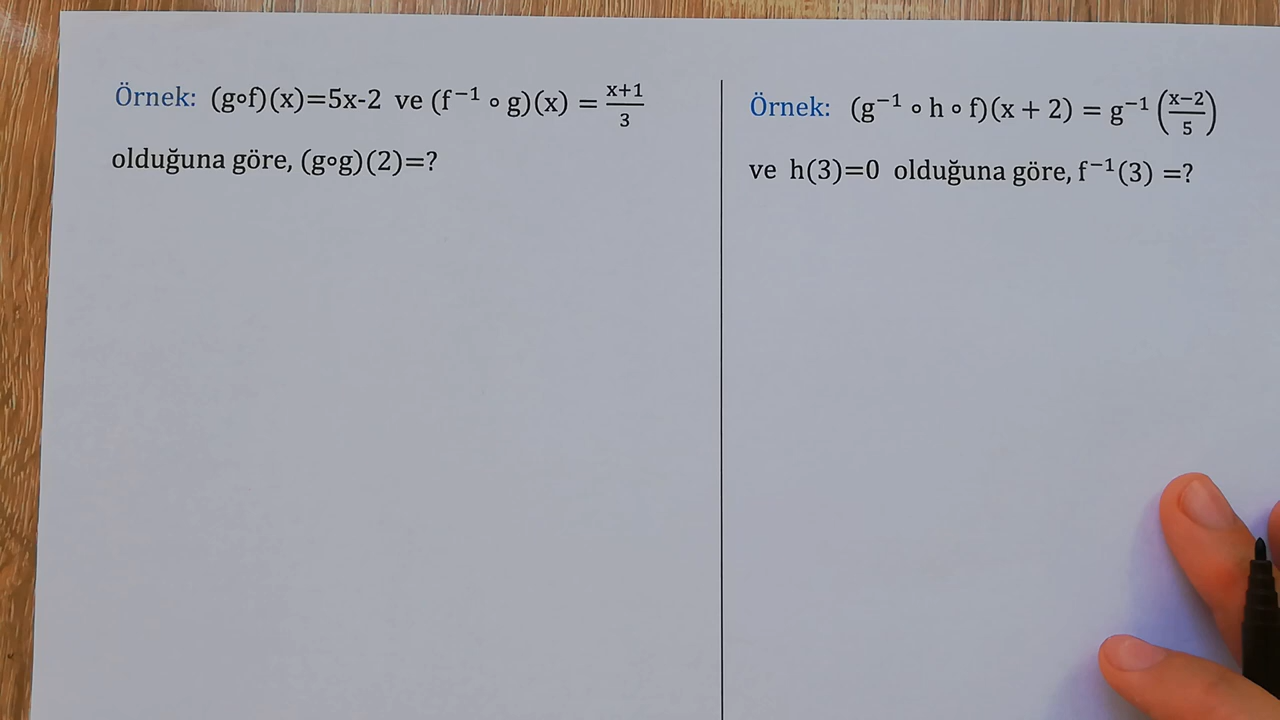 Örnek: (g∘f)(x)=5x-2 ve (f⁻¹ ∘ g)(x) = x+1/3
olduğuna göre, (g∘g)(2)=?
Örnek: (g⁻¹ ∘ h ∘ f)(x + 2) = g⁻¹ (x−2/5)
ve h(3)=0 olduğuna göre, f⁻¹(3) =?